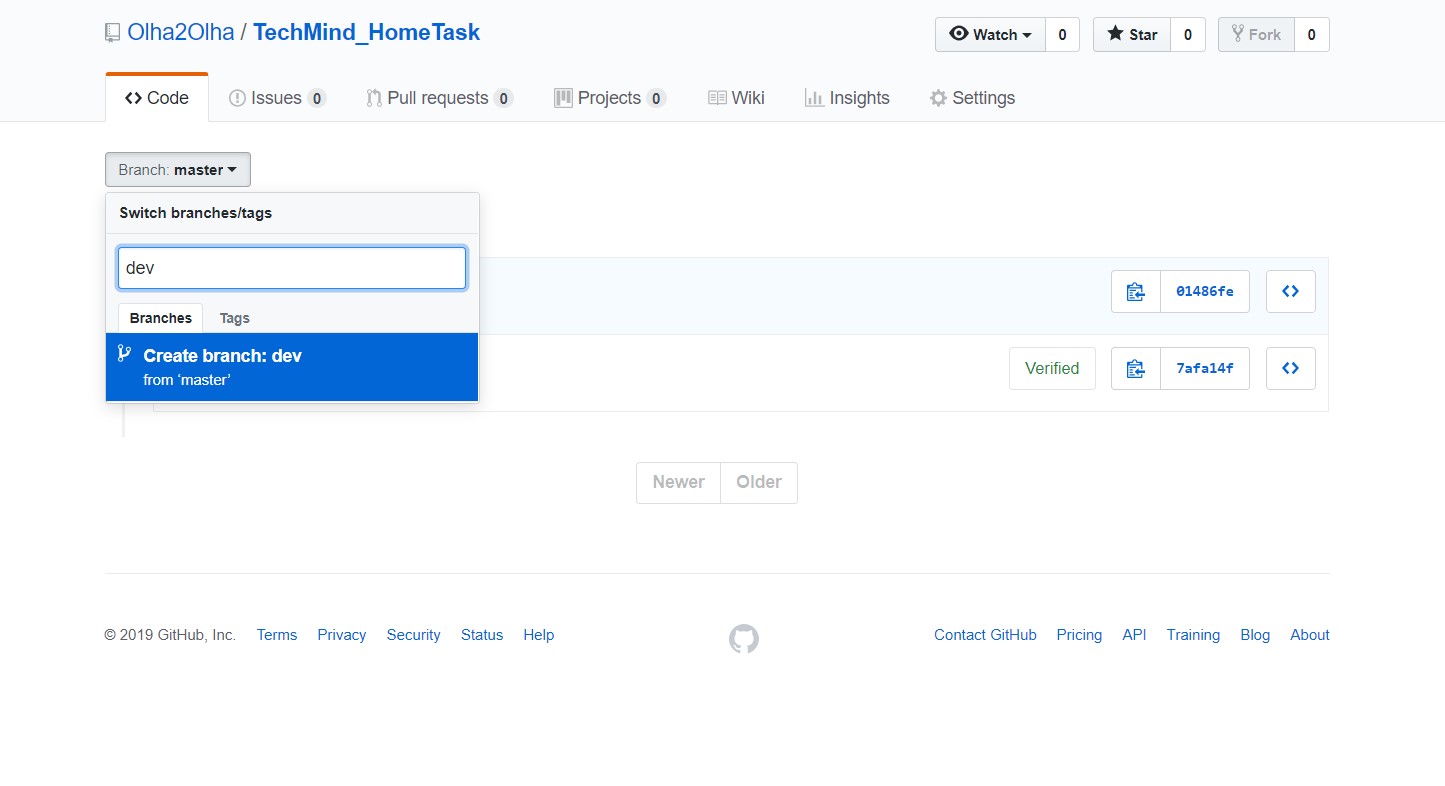 Olha2Olha / TechMind_HomeTask
Watch 0 Star 0 Fork 0
Code Issues 0 Pull requests 0 Projects 0 Wiki Insights Settings
Branch: master
Switch branches/tags
dev
01486fe
Branches Tags
Create branch: dev
from ‘master’
Verified 7afa14f
Newer Older
© 2019 GitHub, Inc. Terms Privacy Security Status Help Contact GitHub Pricing API Training Blog About